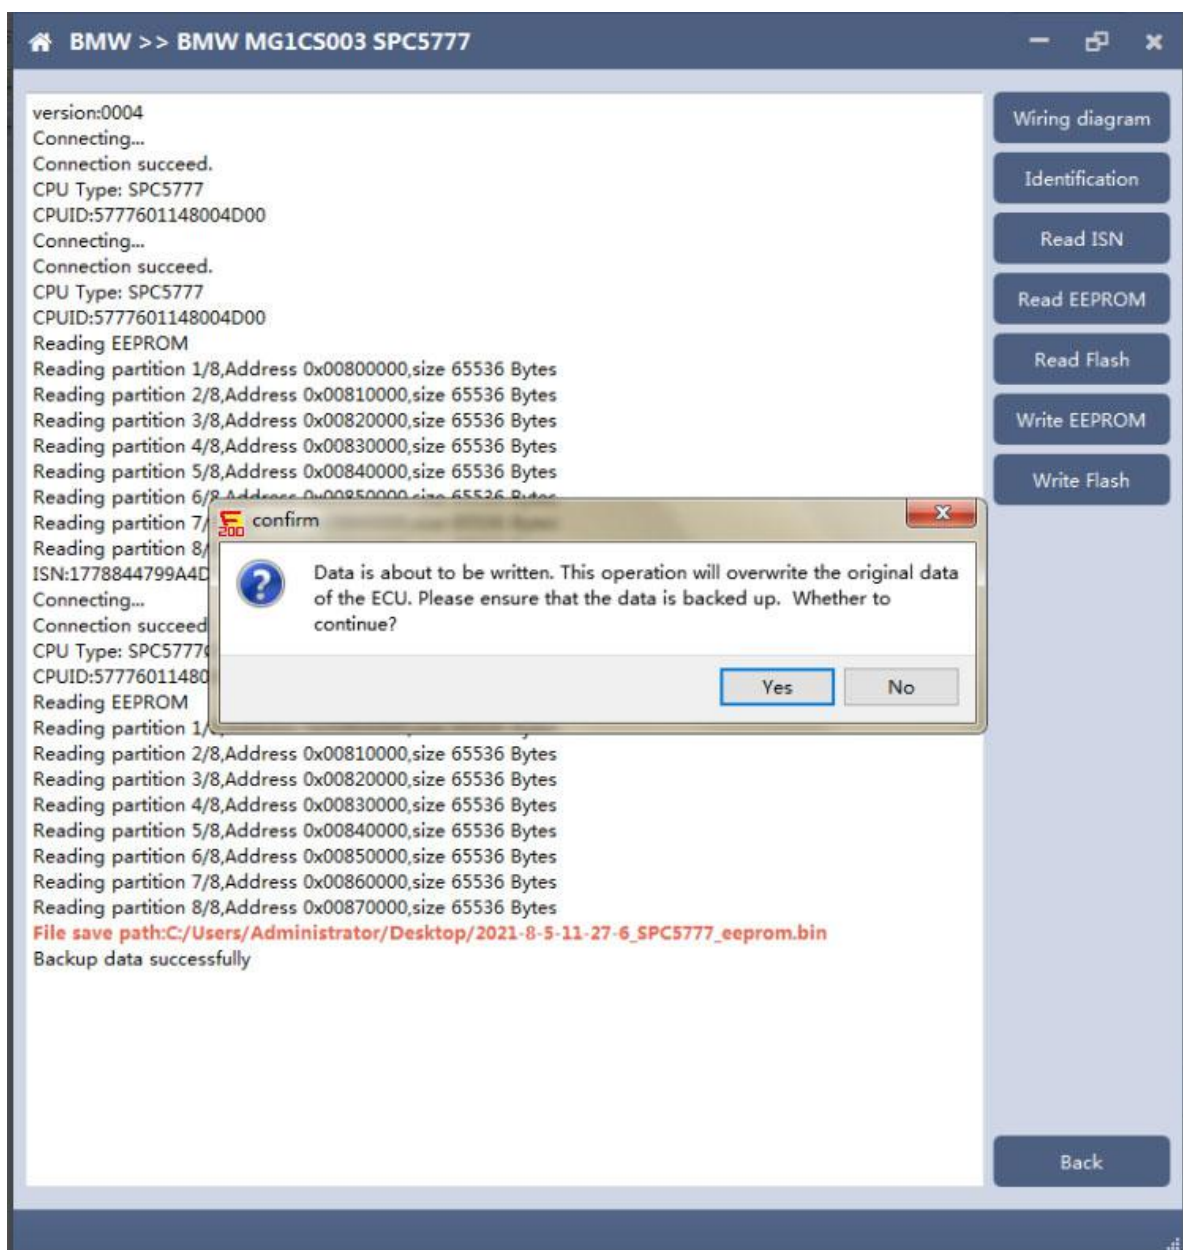 BMW >> BMW MG1CS003 SPC5777
version:0004
Connecting...
Connection succeed.
CPU Type: SPC5777
CPUID:5777601148004D00
Connecting...
Connection succeed.
CPU Type: SPC5777
CPUID:5777601148004D00
Reading EEPROM
Reading partition 1/8,Address 0x00800000,size 65536 Bytes
Reading partition 2/8,Address 0x00810000,size 65536 Bytes
Reading partition 3/8,Address 0x00820000,size 65536 Bytes
Reading partition 4/8,Address 0x00830000,size 65536 Bytes
Reading partition 5/8,Address 0x00840000,size 65536 Bytes
Reading partition 6/8,Address 0x00850000,size 65536 Bytes
Reading partition 7/
Reading partition 8/
ISN:1778844799A4D
Connecting...
Connection succeed
CPU Type: SPC5777
CPUID:57776011480
Reading EEPROM
Reading partition 1/
Reading partition 2/8,Address 0x00810000,size 65536 Bytes
Reading partition 3/8,Address 0x00820000,size 65536 Bytes
Reading partition 4/8,Address 0x00830000,size 65536 Bytes
Reading partition 5/8,Address 0x00840000,size 65536 Bytes
Reading partition 6/8,Address 0x00850000,size 65536 Bytes
Reading partition 7/8,Address 0x00860000,size 65536 Bytes
Reading partition 8/8,Address 0x00870000,size 65536 Bytes
File save path:C:/Users/Administrator/Desktop/2021-8-5-11-27-6_SPC5777_eeprom.bin
Backup data successfully
200 confirm
Data is about to be written. This operation will overwrite the original data
of the ECU. Please ensure that the data is backed up. Whether to
continue?
Yes
No
Wiring diagram
Identification
Read ISN
Read EEPROM
Read Flash
Write EEPROM
Write Flash
Back